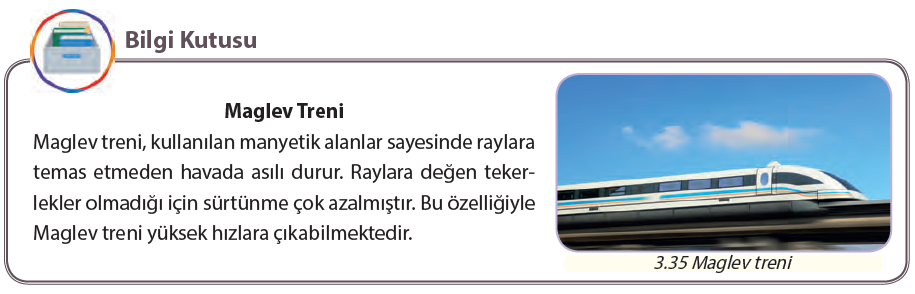 Bilgi Kutusu
Maglev Treni
Maglev treni, kullanılan manyetik alanlar sayesinde raylara
temas etmeden havada asılı durur. Raylara değen teker-
lekler olmadığı için sürtünme çok azalmıştır. Bu özelliğiyle
Maglev treni yüksek hızlara çıkabilmektedir.
3.35 Maglev treni